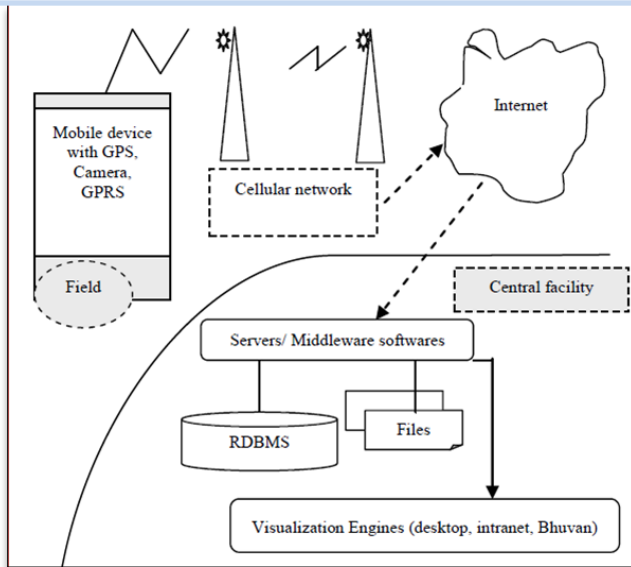 Mobile device
with GPS,
Camera,
GPRS
Field
Cellular network
Internet
Central facility
Servers/ Middleware softwares
RDBMS
Files
Visualization Engines (desktop, intranet, Bhuvan)